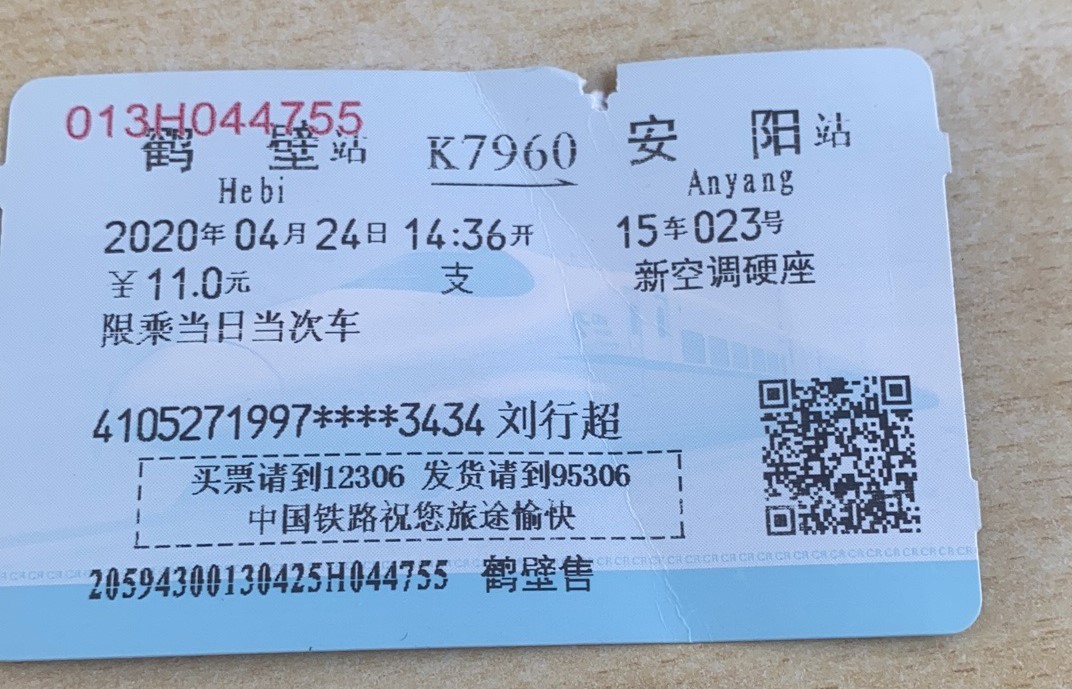 013H044755
鹤 壁站 K7960 安 阳站
Hebi Anyang
2020年04月24日 14:36开 15车023号
¥11.0元 支 新空调硬座
限乘当日当次车
4105271997****3434 刘行超
买票请到12306 发货请到95306
中国铁路祝您旅途愉快
20594300130425H044755 鹤壁售